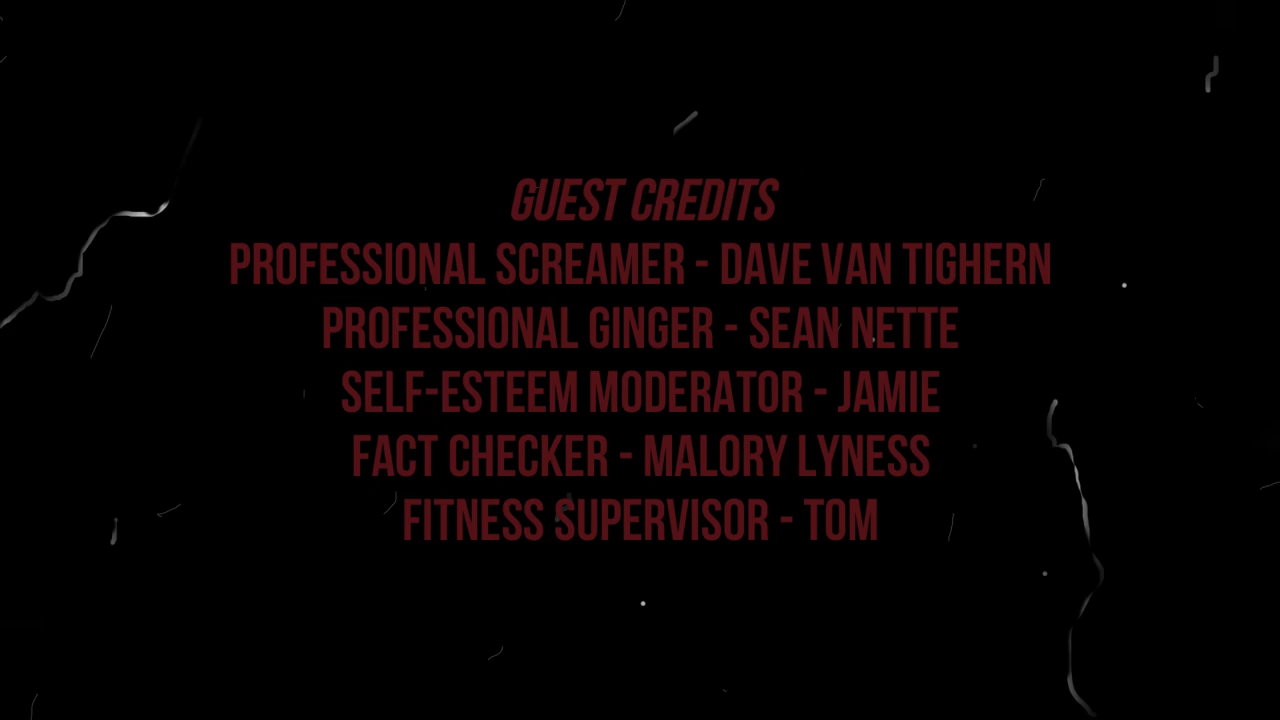 GUEST CREDITS
PROFESSIONAL SCREAMER - DAVE VAN TIGHERN
PROFESSIONAL GINGER - SEAN NETTE
SELF-ESTEEM MODERATOR - JAMIE
FACT CHECKER - MALORY LYNESS
FITNESS SUPERVISOR - TOM